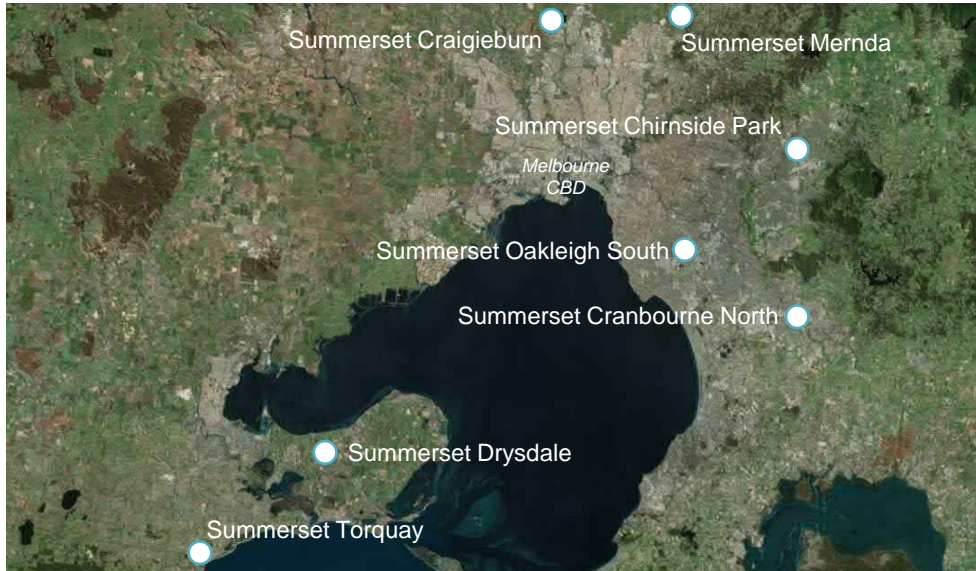 Summerset Craigieburn
Summerset Mernda
Summerset Chirnside Park
Melbourne
CBD
Summerset Oakleigh South
Summerset Cranbourne North
Summerset Drysdale
Summerset Torquay